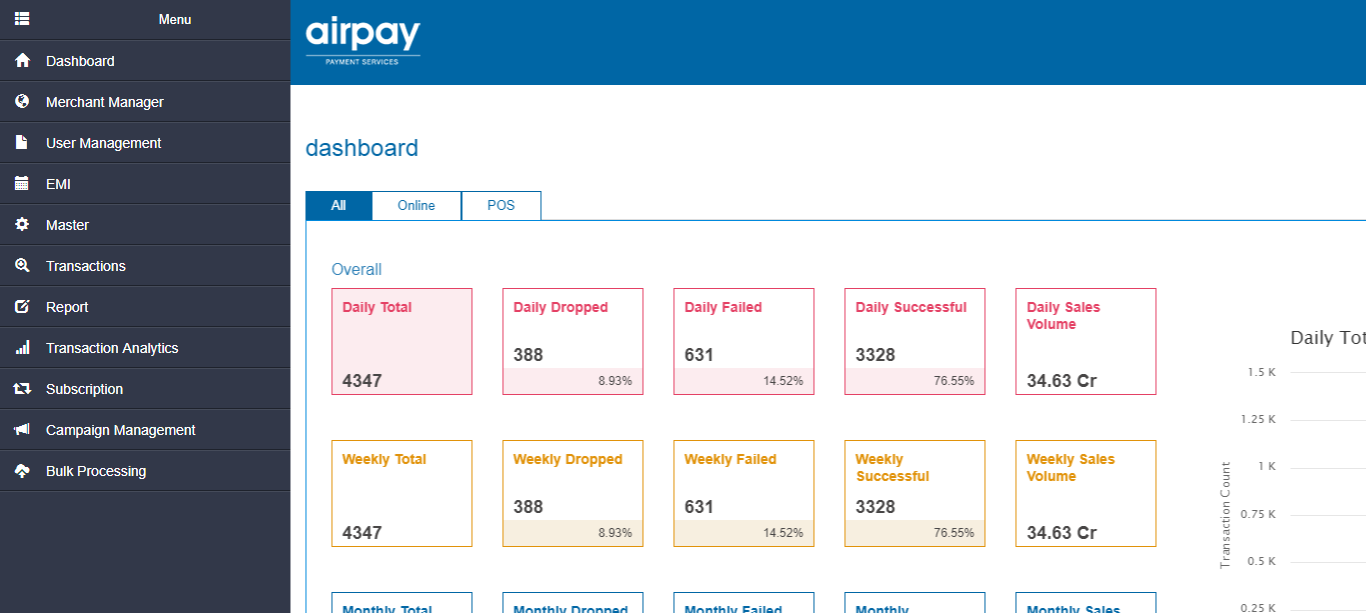 Menu
Dashboard
Merchant Manager
User Management
EMI
Master
Transactions
Report
Transaction Analytics
Subscription
Campaign Management
Bulk Processing
airpay
PAYMENT SERVICES
dashboard
All Online POS
Overall
Daily Total
4347
Daily Dropped
388
8.93%
Daily Failed
631
14.52%
Daily Successful
3328
76.55%
Daily Sales
Volume
34.63 Cr
Weekly Total
4347
Weekly Dropped
388
8.93%
Weekly Failed
631
14.52%
Weekly
Successful
3328
76.55%
Weekly Sales
Volume
34.63 Cr
Monthly Total
Monthly Dropped
Monthly Failed
Monthly
Monthly Sales
Daily Tot
Transaction Count
1.5 K
1.25 K
1 K
0.75 K
0.5 K
0.25 K